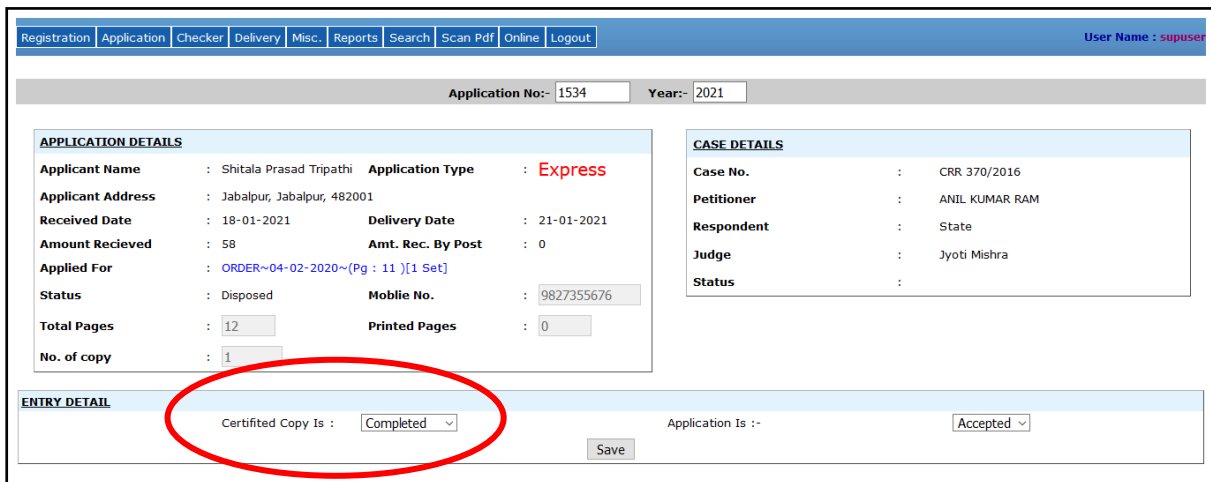 Registration Application Checker Delivery Misc. Reports Search Scan Pdf Online Logout User Name : supuser
Application No:- 1534 Year:- 2021
APPLICATION DETAILS
Applicant Name : Shitala Prasad Tripathi Application Type : Express
Applicant Address : Jabalpur, Jabalpur, 482001
Received Date : 18-01-2021 Delivery Date : 21-01-2021
Amount Recieved : 58 Amt. Rec. By Post : 0
Applied For : ORDER~04-02-2020~(Pg : 11 )[1 Set]
Status : Disposed Moblie No. : 9827355676
Total Pages : 12 Printed Pages : 0
No. of copy : 1
CASE DETAILS
Case No. : CRR 370/2016
Petitioner : ANIL KUMAR RAM
Respondent : State
Judge : Jyoti Mishra
Status :
ENTRY DETAIL
Certifited Copy Is : Completed Application Is :- Accepted
Save